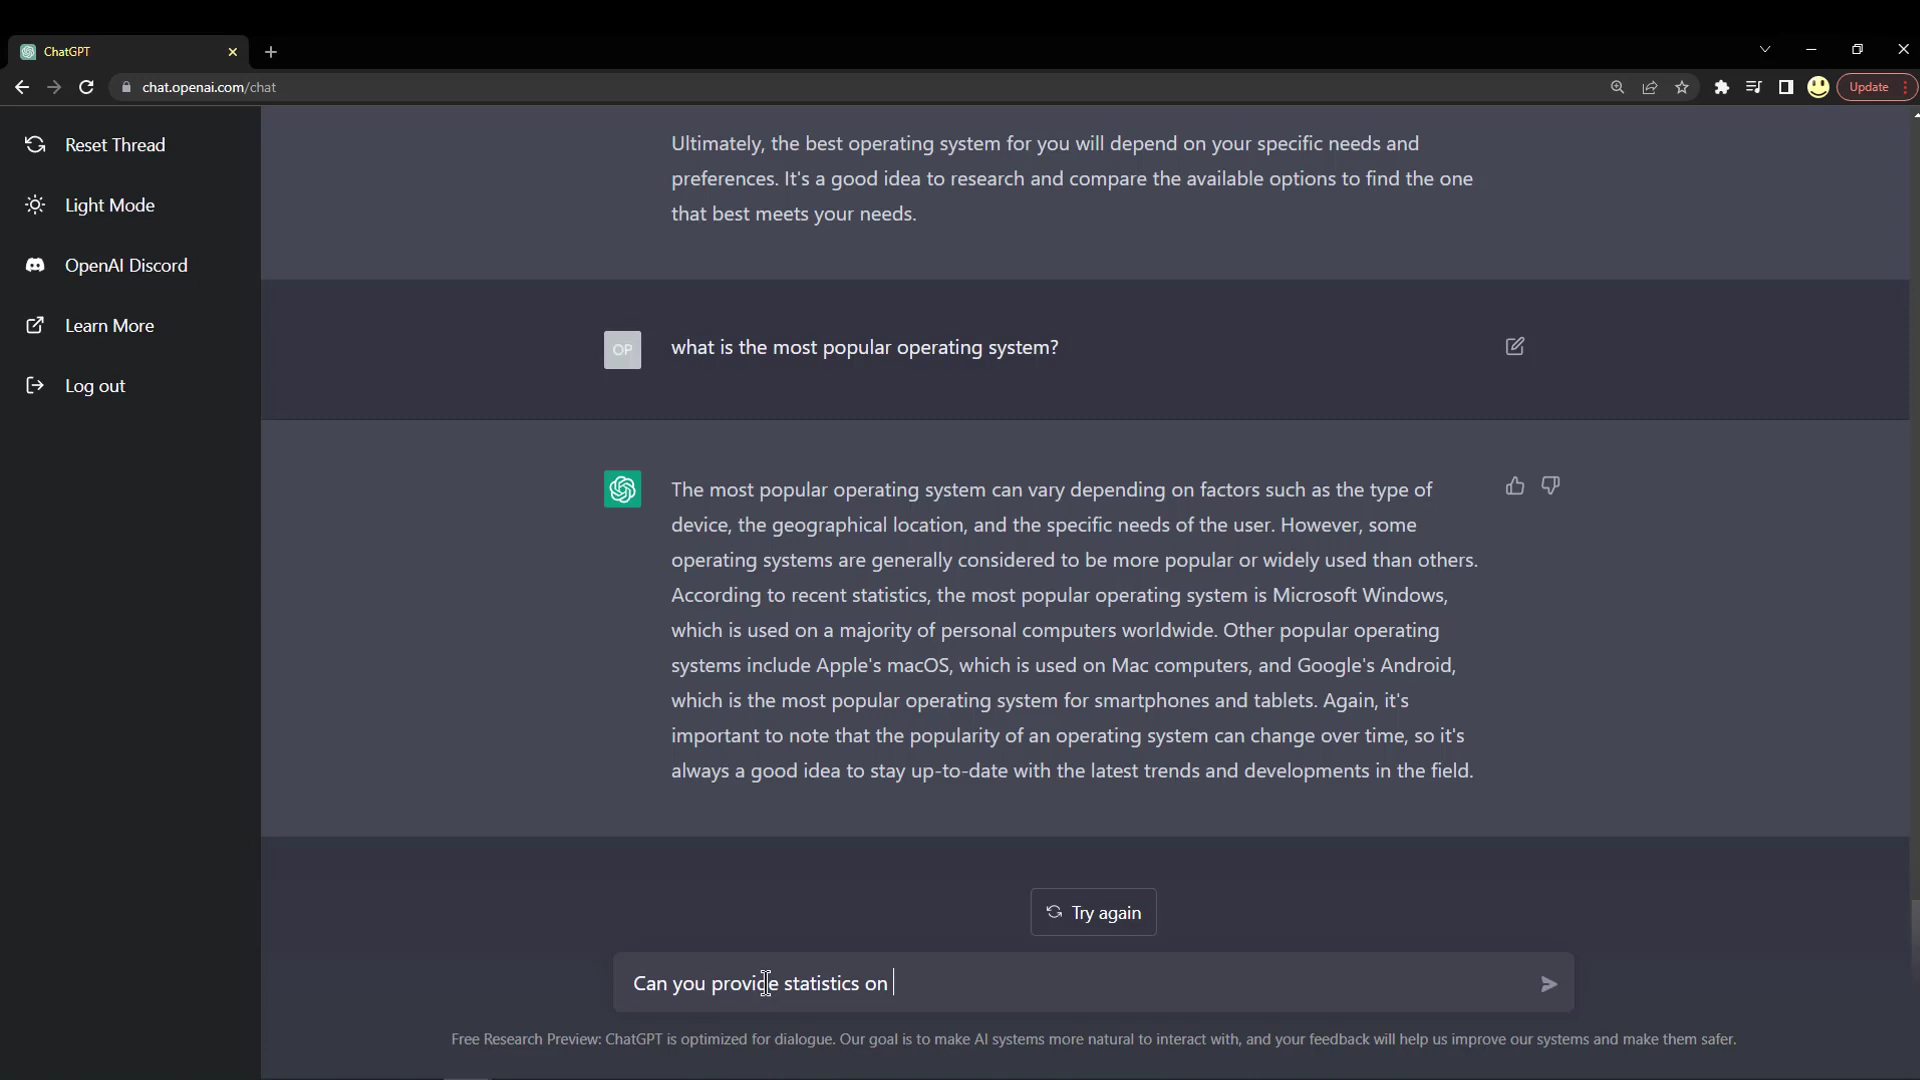 ChatGPT
chat.openai.com/chat
Update
Reset Thread
Light Mode
OpenAI Discord
Learn More
Log out
Ultimately, the best operating system for you will depend on your specific needs and
preferences. It's a good idea to research and compare the available options to find the one
that best meets your needs.
OP
what is the most popular operating system?
The most popular operating system can vary depending on factors such as the type of
device, the geographical location, and the specific needs of the user. However, some
operating systems are generally considered to be more popular or widely used than others.
According to recent statistics, the most popular operating system is Microsoft Windows,
which is used on a majority of personal computers worldwide. Other popular operating
systems include Apple's macOS, which is used on Mac computers, and Google's Android,
which is the most popular operating system for smartphones and tablets. Again, it's
important to note that the popularity of an operating system can change over time, so it's
always a good idea to stay up-to-date with the latest trends and developments in the field.
Try again
Can you provide statistics on
Free Research Preview: ChatGPT is optimized for dialogue. Our goal is to make AI systems more natural to interact with, and your feedback will help us improve our systems and make them safer.